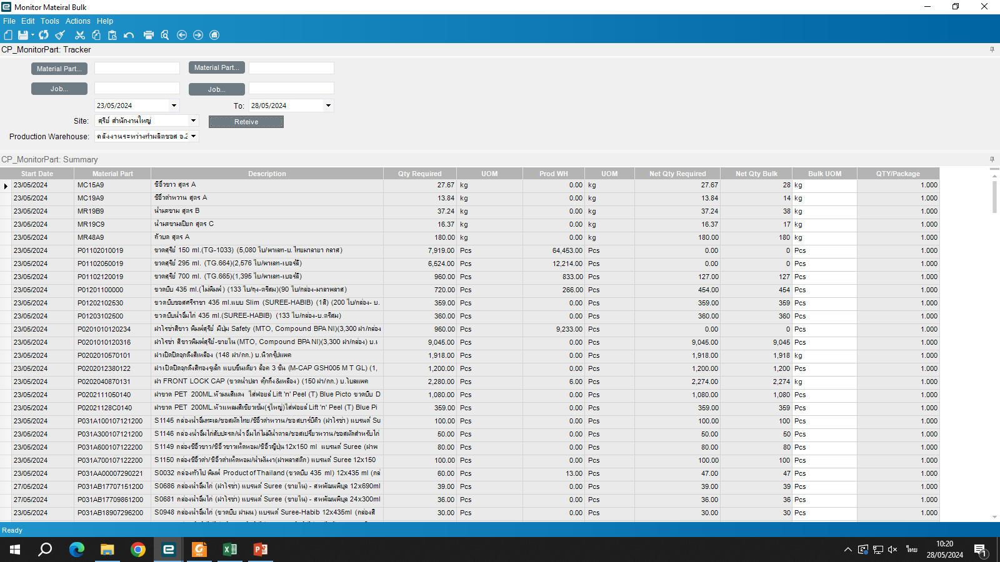 Monitor Mateiral Bulk
File Edit Tools Actions Help
CP_MonitorPart: Tracker
Material Part... Material Part...
Job... Job...
23/05/2024 To: 28/05/2024
Site: สุรีย์ สำนักงานใหญ่ Reteive
Production Warehouse: คลังงานระหว่างทำผลิตซอส อ.2
CP_MonitorPart: Summary
Start Date Material Part Description Qty Required UOM Prod WH UOM Net Qty Required Net Qty Bulk Bulk UOM QTY/Package
23/05/2024 MC15A9 ซีอิ้วขาว สูตร A 27.67 kg 0.00 kg 27.67 28 kg 1.000
23/05/2024 MC19A9 ซีอิ้วดำหวาน สูตร A 13.84 kg 0.00 kg 13.84 14 kg 1.000
23/05/2024 MR19B9 น้ำมะขาม สูตร B 37.24 kg 0.00 kg 37.24 38 kg 1.000
23/05/2024 MR19C9 น้ำมะขามเปียก สูตร C 16.37 kg 0.00 kg 16.37 17 kg 1.000
23/05/2024 MR48A9 ถั่วบด สูตร A 180.00 kg 0.00 kg 180.00 180 kg 1.000
23/05/2024 P01102010019 ขวดสุรีย์ 150 ml.(TG-1033) (5,080 ใบ/พาเลท-บ.ไทยมาลายา กลาส) 7,919.00 Pcs 64,453.00 Pcs 0.00 0 Pcs 1.000
23/05/2024 P01102050019 ขวดสุรีย์ 295 ml. (TG.664)(2,576 ใบ/พาเลท-เบอร์ลี่) 6,524.00 Pcs 12,214.00 Pcs 0.00 0 Pcs 1.000
23/05/2024 P01102120019 ขวดสุรีย์ 700 ml. (TG.665)(1,395 ใบ/พาเลท-เบอร์ลี่) 960.00 Pcs 833.00 Pcs 127.00 127 Pcs 1.000
23/05/2024 P01201100000 ขวดบีบ 435 ml.(ไม่พิมพ์) (133 ใบ/ถุง-ตรีสม)(90 ใบ/กล่อง-มาลาพลาส) 720.00 Pcs 266.00 Pcs 454.00 454 Pcs 1.000
23/05/2024 P01202102530 ขวดบีบซอสศรีราชา 435 ml.แบบ Slim (SUREE-HABIB) (1สี) (200 ใบ/กล่อง- บ. 359.00 Pcs 0.00 Pcs 359.00 359 Pcs 1.000
23/05/2024 P01203102500 ขวดบีบน้ำจิ้มไก่ 435 ml.(SUREE-HABIB) (133 ใบ/กล่อง-บ.ตรีสม) 360.00 Pcs 0.00 Pcs 360.00 360 Pcs 1.000
23/05/2024 P0201010120234 ฝาโรซ่าสีขาว พิมพ์สุรีย์ มีปุ่ม Safety (MTO, Compound BPA NI)(3,300 ฝา/กล่อง 960.00 Pcs 9,233.00 Pcs 0.00 0 Pcs 1.000
23/05/2024 P0201010120316 ฝาโรซ่า สีขาวพิมพ์สุรีย์-ขายใน (MTO, Compound BPA NI)(3,300 ฝา/กล่อง) บ.เ 9,045.00 Pcs 0.00 Pcs 9,045.00 9,045 Pcs 1.000
23/05/2024 P0202010570101 ฝาเปิดปิดจุกดึงสีเหลือง (148 ฝา/กก.) บ.นิวกรุ๊ปแพค 1,918.00 Pcs 0.00 Pcs 1,918.00 1,918 kg 1.000
23/05/2024 P0202012380122 ฝาเปิดปิดจุกดึงสีทองรูเล็ก แบบชิ้นเดียว ล็อค 3 ชั้น (M-CAP GSH005 M T GL) (1, 1,200.00 Pcs 0.00 Pcs 1,200.00 1,200 Pcs 1.000
23/05/2024 P0202040870131 ฝา FRONT LOCK CAP (ขวดน้ำปลา คุ๊กกิ้ง&เหลือง) (150 ฝา/กก.) บ.โบลแพค 2,280.00 Pcs 6.00 Pcs 2,274.00 2,274 kg 1.000
23/05/2024 P0202111050140 ฝาขวด PET 200ML.หัวมนสีแดง ใส่ฟอยล์ Lift 'n' Peel (T) Blue Picto ขวดบีบ D 1,080.00 Pcs 0.00 Pcs 1,080.00 1,080 Pcs 1.000
23/05/2024 P02021128C0140 ฝาขวด PET 200ML.หัวแหลมสีเขียวเข้ม(รูใหญ่)ใส่ฟอยล์ Lift 'n' Peel (T) Blue Pi 359.00 Pcs 0.00 Pcs 359.00 359 Pcs 1.000
23/05/2024 P031A100107121200 S1145 กล่องน้ำจิ้มทะเล/ซอสผัดไทย/ซีอิ้วดำหวาน/ซอสบาร์บีคิว (ฝาโรซ่า) แบรนด์ Su 100.00 Pcs 0.00 Pcs 100.00 100 Pcs 1.000
23/05/2024 P031A300107121200 S1146 กล่องน้ำจิ้มไก่สับปะรด/น้ำจิ้มไก่ไม่มีน้ำตาล/ซอสเปรี้ยวหวาน/ซอสผัดสำหรับไก่ 50.00 Pcs 0.00 Pcs 50.00 50 Pcs 1.000
23/05/2024 P031A600107122200 S1149 กล่องซีอิ้วขาว/ซีอิ้วขาวเห็ดหอม/ซีอิ้วญี่ปุ่น12x150 ml แบรนด์ Suree (ฝาพ 80.00 Pcs 0.00 Pcs 80.00 80 Pcs 1.000
23/05/2024 P031A700107122200 S1150 กล่องซีอิ้วดำ/ซีอิ้วดำเห็ดหอม/น้ำมันงา(ฝาพลาสติก) แบรนด์ Suree 12x150 100.00 Pcs 0.00 Pcs 100.00 100 Pcs 1.000
23/05/2024 P031AA00007290221 S0032 กล่องทั่วไป พิมพ์ Product of Thailand (ขวดบีบ 435 ml) 12x435 ml (กล่ 60.00 Pcs 13.00 Pcs 47.00 47 Pcs 1.000
27/05/2024 P031AB17707151200 S0686 กล่องน้ำจิ้มไก่ (ฝาโรซ่า) แบรนด์ Suree (ขายใน) - สหพัฒนพิบูล 12x690ml 39.00 Pcs 0.00 Pcs 39.00 39 Pcs 1.000
27/05/2024 P031AB17709861200 S0681 กล่องน้ำจิ้มไก่ (ฝาโรซ่า) แบรนด์ Suree (ขายใน) - สหพัฒนพิบูล 24x300ml 36.00 Pcs 0.00 Pcs 36.00 36 Pcs 1.000
23/05/2024 P031AB18907296200 S0948 กล่องน้ำจิ้มไก่ (ขวดบีบ ฝามน) แบรนด์ Suree-Habib 12x435ml (กล่องสี 30.00 Pcs 0.00 Pcs 30.00 30 Pcs 1.000
Ready
ไทย 10:20
28/05/2024 1